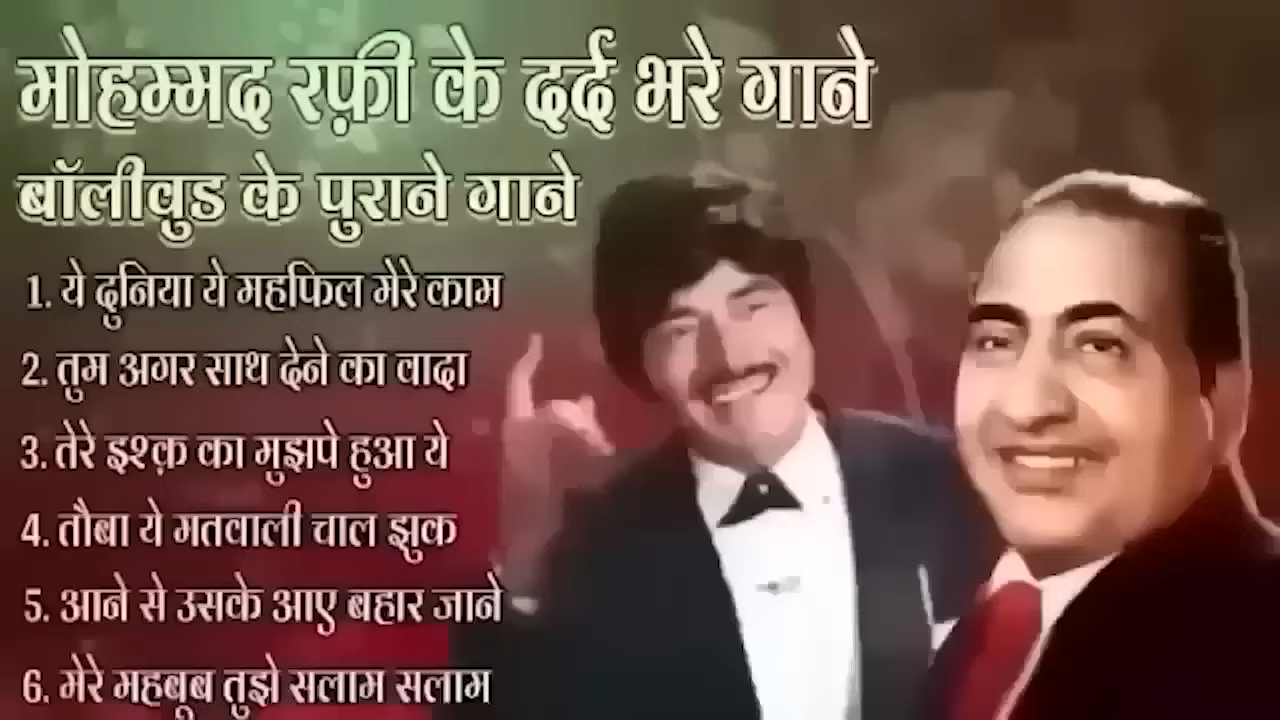 मोहम्मद रफ़ी के दर्द भरे गाने
बॉलीवुड के पुराने गाने
1. ये दुनिया ये महफिल मेरे काम
2. तुम अगर साथ देने का वादा
3. तेरे इश्क़ का मुझपे हुआ ये
4. तौबा ये मतवाली चाल झुक
5. आने से उसके आए बहार जाने
6. मेरे महबूब तुझे सलाम सलाम